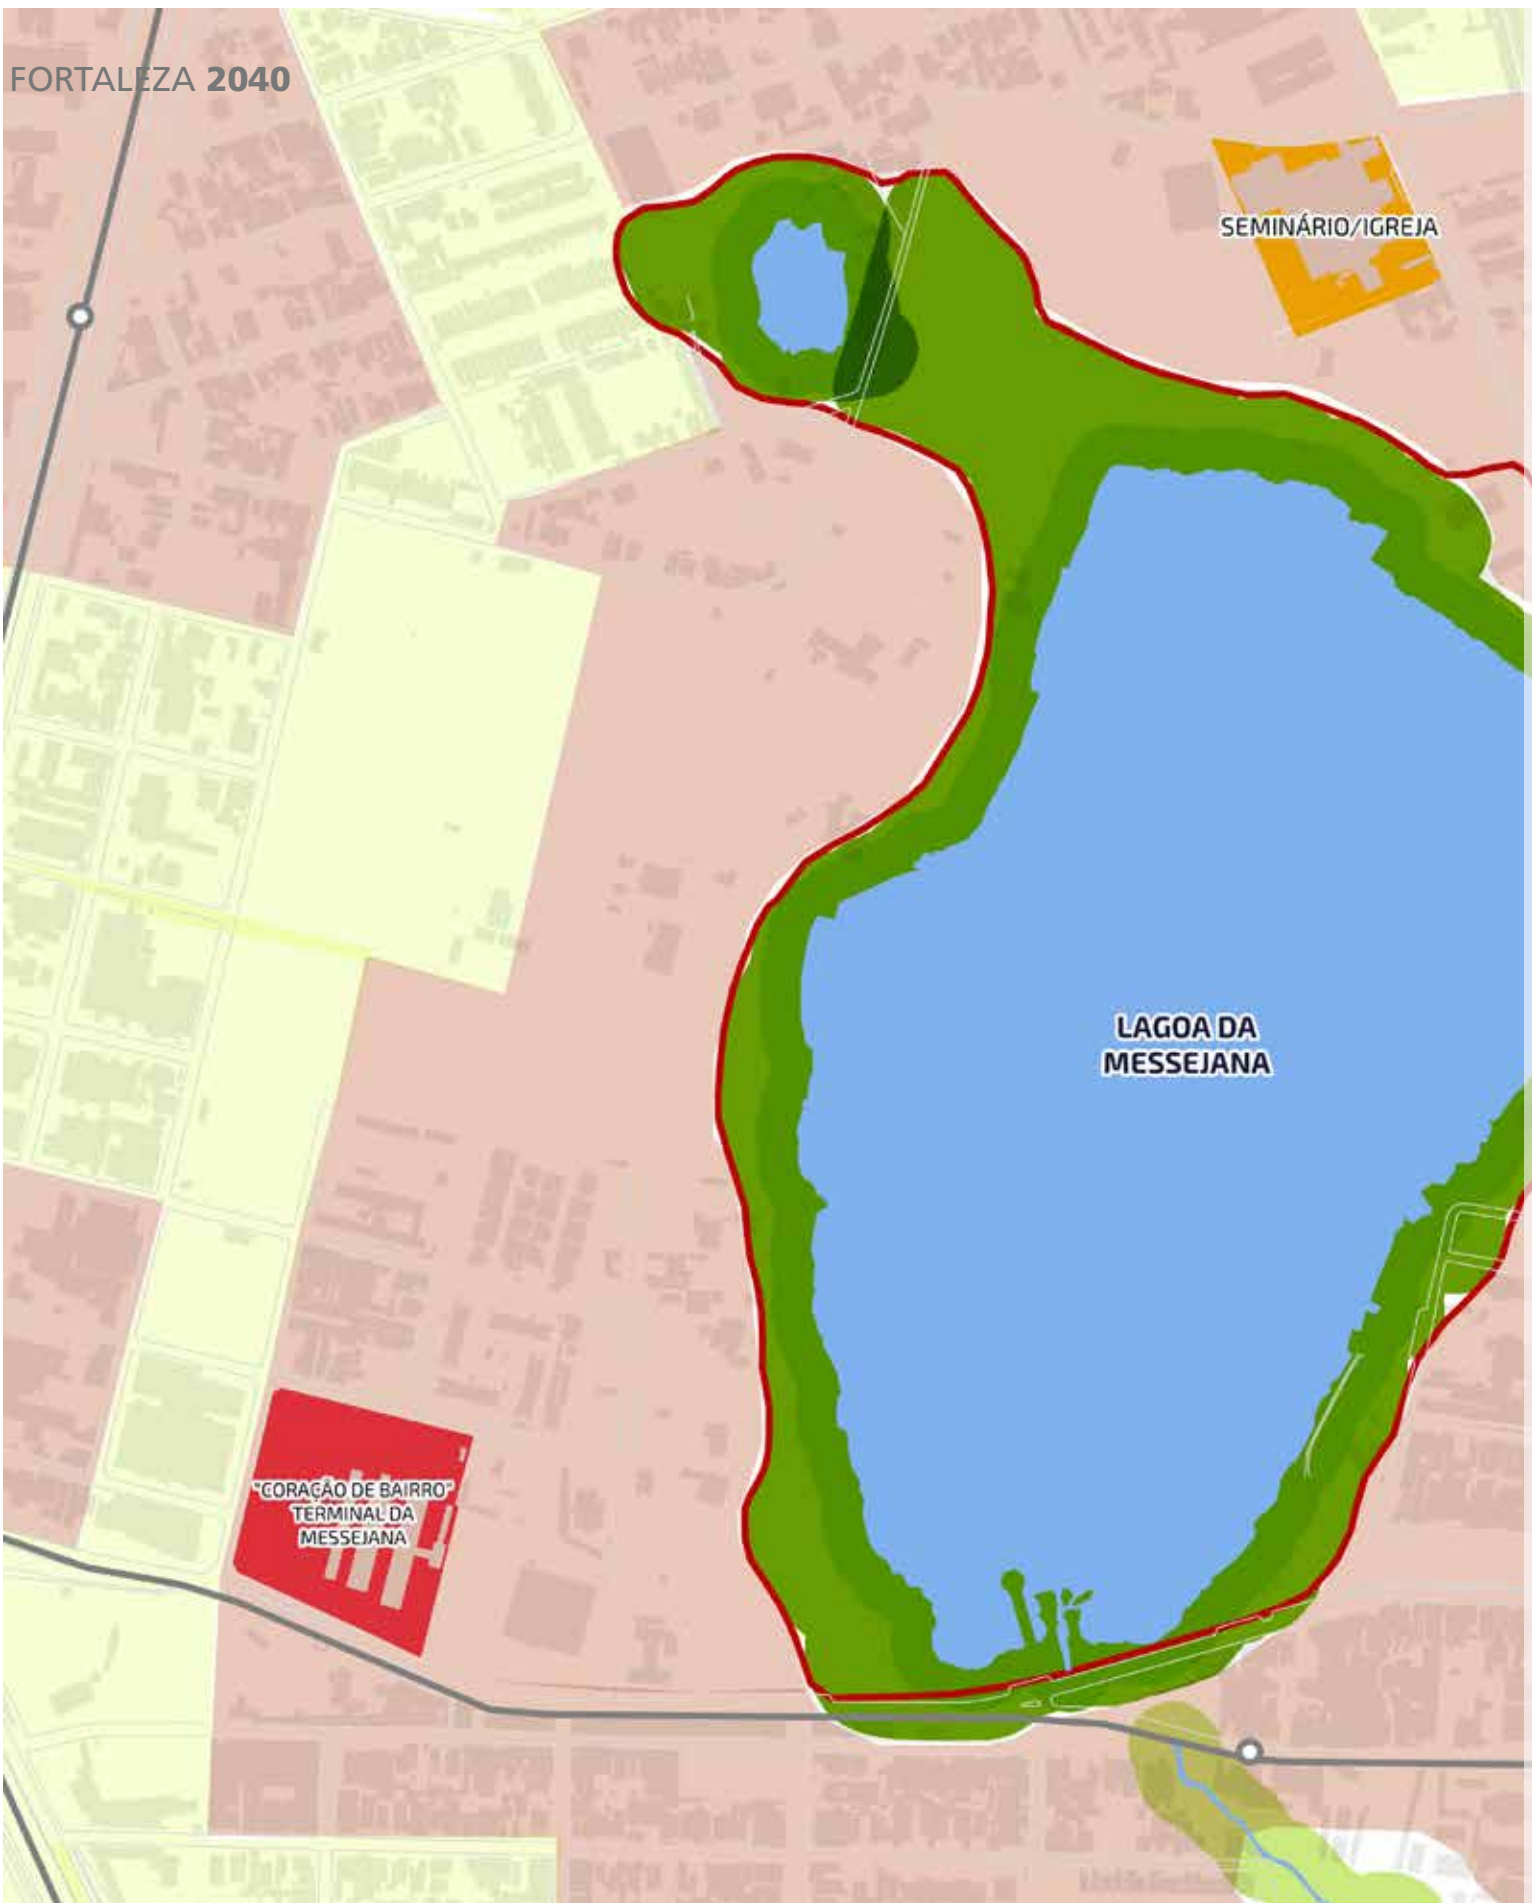 FORTALEZA 2040
SEMINÁRIO/IGREJA
LAGOA DA
MESSEJANA
"CORAÇÃO DE BAIRRO"
TERMINAL DA
MESSEJANA